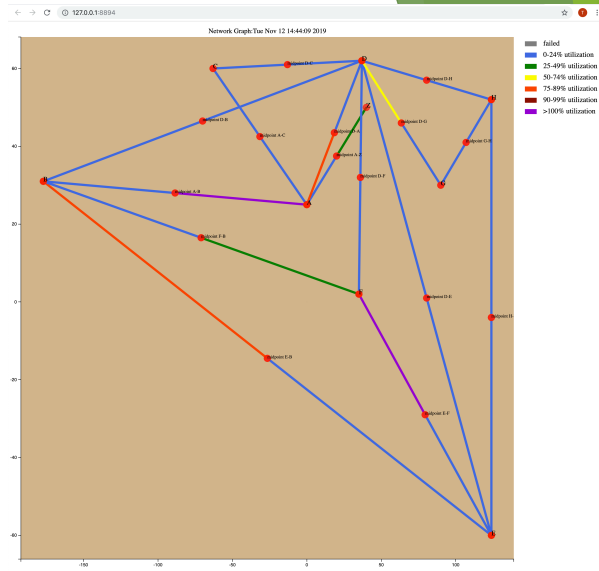 127.0.0.1:8894
Network Graph:Tue Nov 12 14:44:09 2019
failed
0-24% utilization
25-49% utilization
50-74% utilization
75-89% utilization
90-99% utilization
>100% utilization
60
40
20
0
-20
-40
-60
-150
-100
-50
0
50
100
C
midpoint D-C
D
midpoint D-H
H
Z
midpoint D-B
midpoint D-A
midpoint D-G
midpoint A-C
midpoint G-H
midpoint A-Z
B
midpoint D-F
G
midpoint A-B
A
midpoint F-B
F
midpoint D-E
midpoint H-
midpoint E-B
midpoint E-F
E